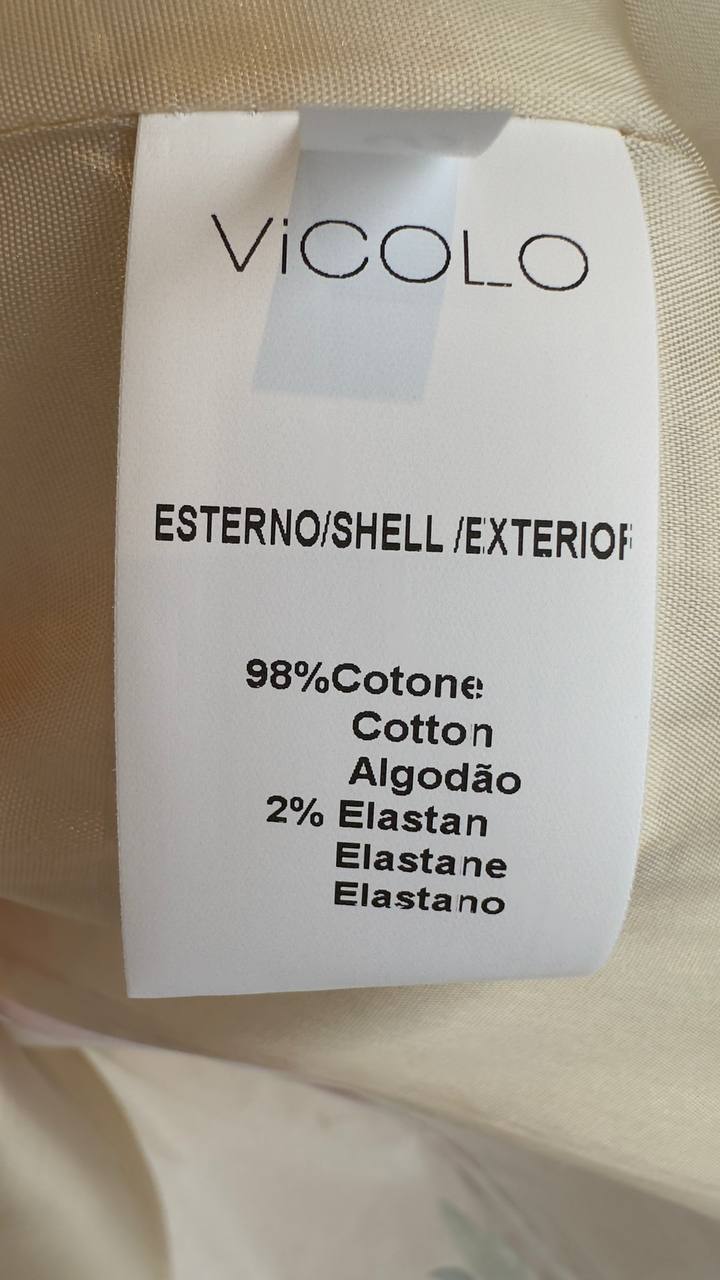 ViCOLO
ESTERNO/SHELL /EXTERIOR
98%Cotone
Cotton
Algodão
2% Elastan
Elastane
Elastano